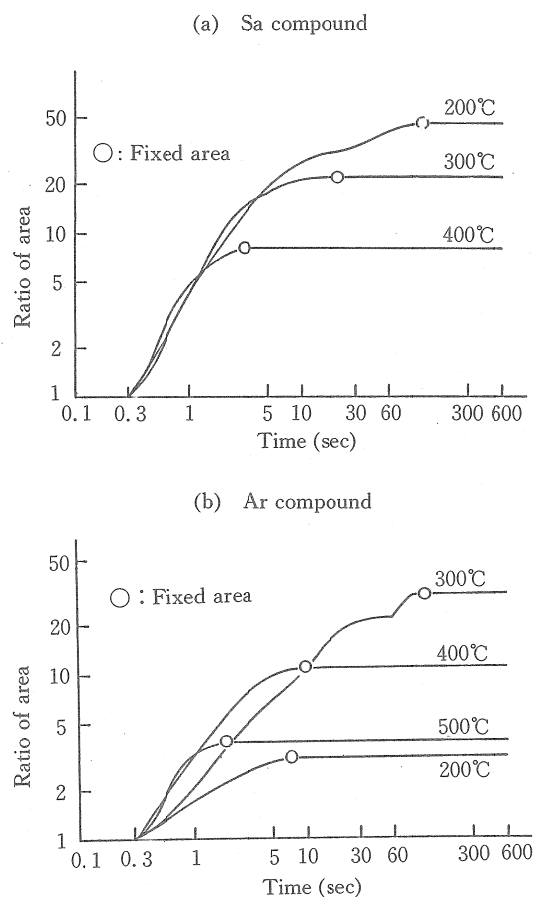 (a) Sa compound
50
20
10
5
2
1
Ratio of area
○: Fixed area
200℃
300℃
400℃
0.1 0.3 1 5 10 30 60 300 600
Time (sec)
(b) Ar compound
50
20
10
5
2
1
Ratio of area
○: Fixed area
300℃
400℃
500℃
200℃
0.1 0.3 1 5 10 30 60 300 600
Time (sec)